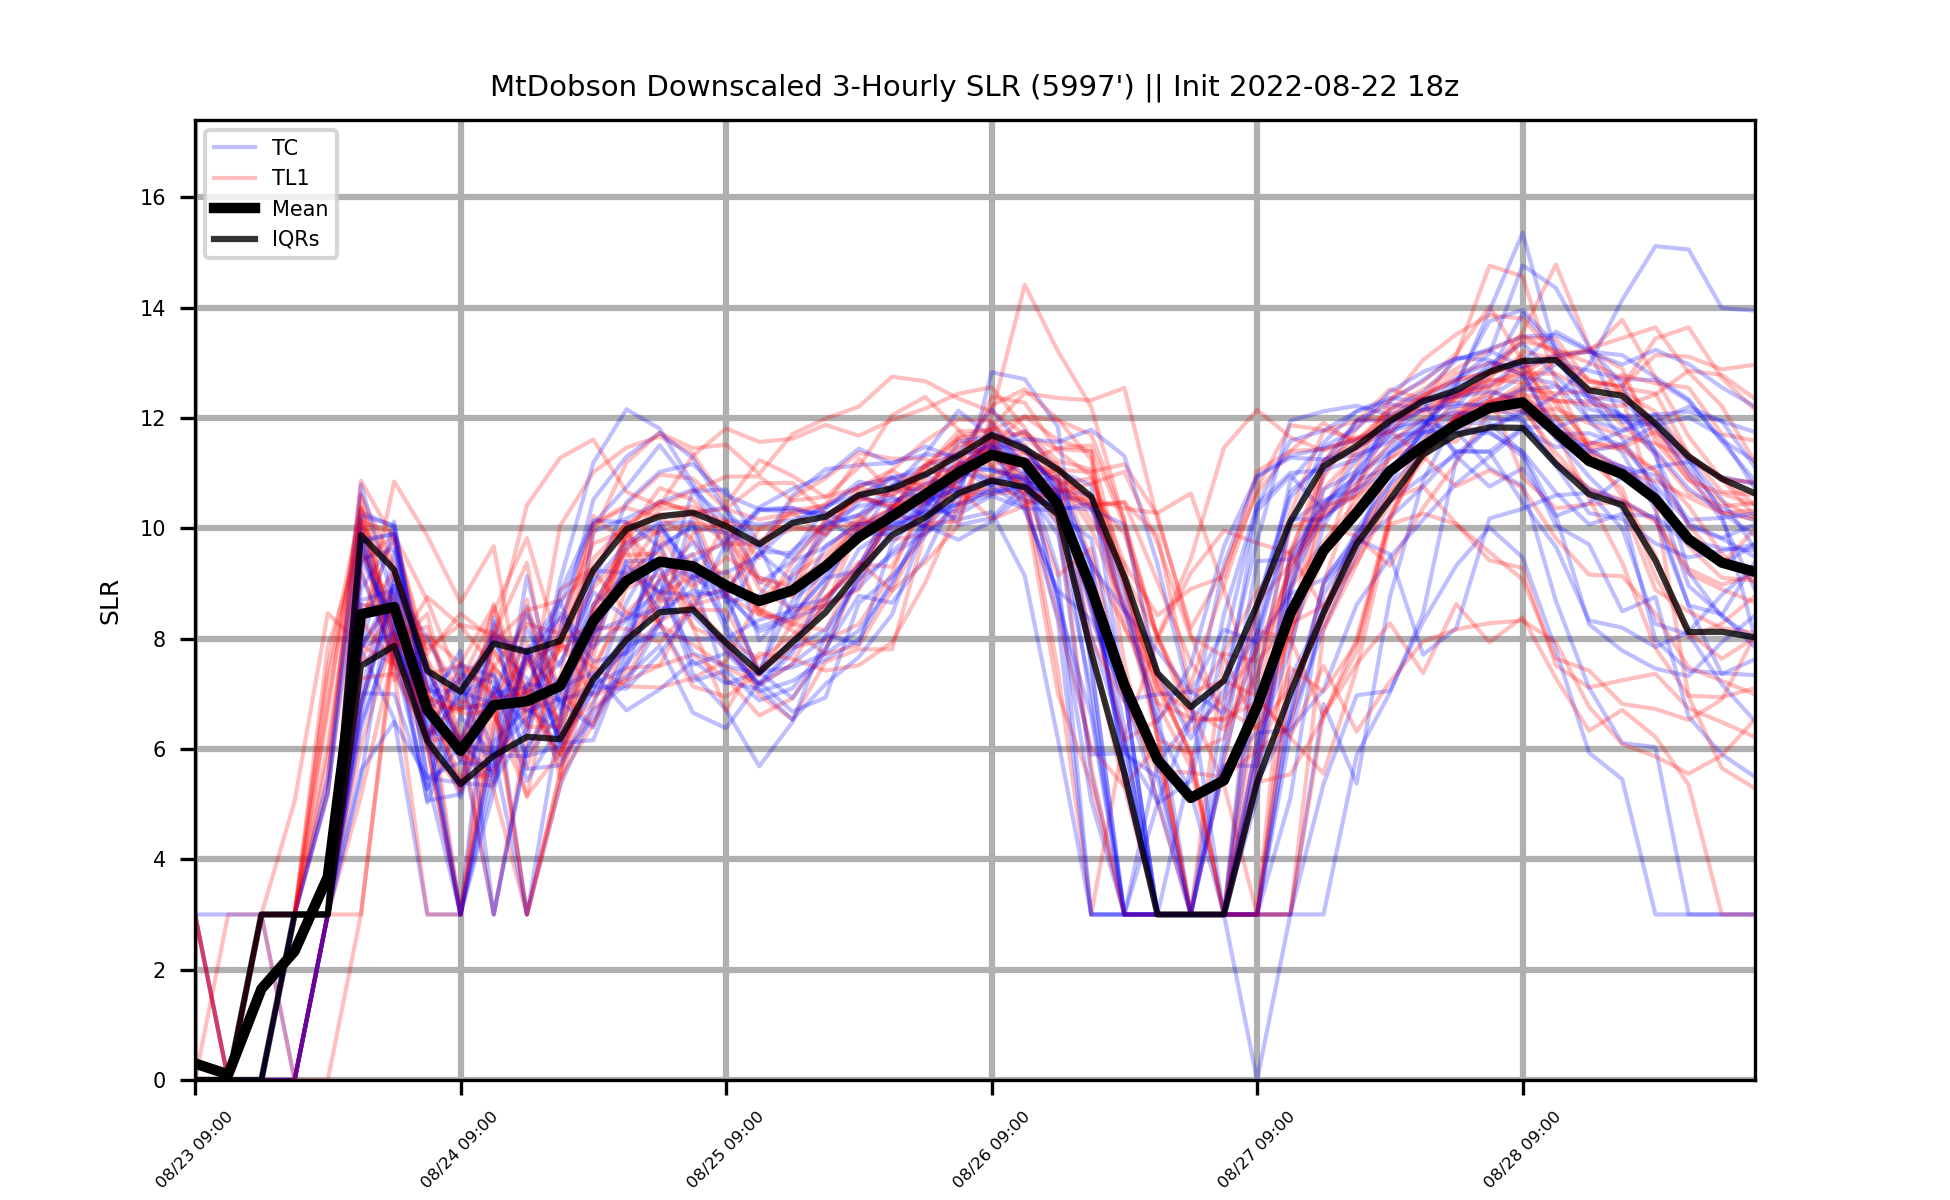 MtDobson Downscaled 3-Hourly SLR (5997') || Init 2022-08-22 18z
TC
TL1
Mean
IQRs
SLR
16
14
12
10
8
6
4
2
0
08/23 09:00
08/24 09:00
08/25 09:00
08/26 09:00
08/27 09:00
08/28 09:00